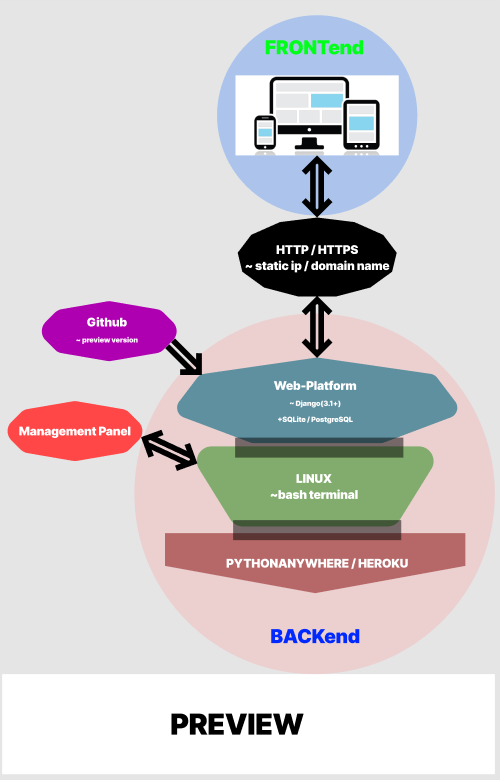 FRONTend
HTTP / HTTPS
~ static ip / domain name
Github
~ preview version
Web-Platform
~ Django(3.1+)
+SQLite / PostgreSQL
Management Panel
LINUX
~bash terminal
PYTHONANYWHERE / HEROKU
BACKend
PREVIEW